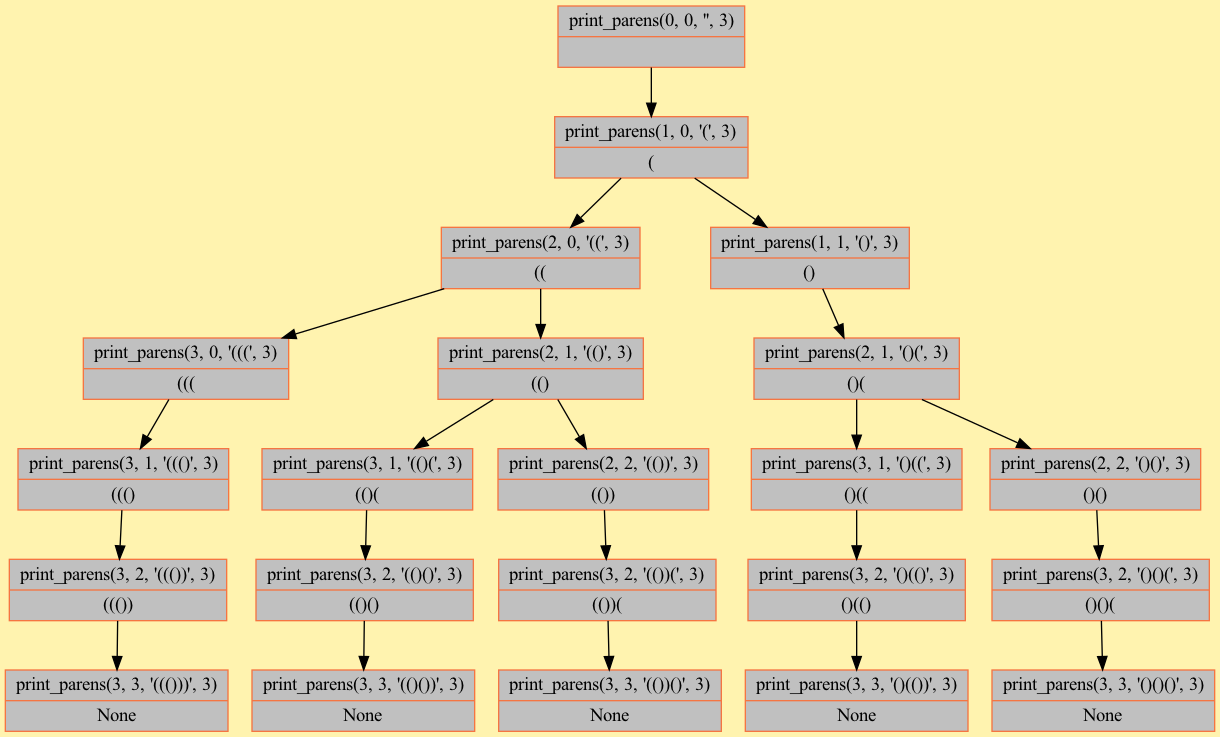 print_parens(0, 0, '', 3)
print_parens(1, 0, '(', 3)
(
print_parens(2, 0, '((', 3)
((
print_parens(1, 1, '()', 3)
()
print_parens(3, 0, '(((', 3)
(((
print_parens(2, 1, '(()', 3)
(()
print_parens(2, 1, '()(', 3)
()(
print_parens(3, 1, '((()', 3)
((()
print_parens(3, 1, '(()(', 3)
(()(
print_parens(2, 2, '(())', 3)
(())
print_parens(3, 1, '()((', 3)
()((
print_parens(2, 2, '()()', 3)
()()
print_parens(3, 2, '((())', 3)
((())
print_parens(3, 2, '(()()', 3)
(()()
print_parens(3, 2, '(())(', 3)
(())(
print_parens(3, 2, '()(()', 3)
()(()
print_parens(3, 2, '()()(', 3)
()()(
print_parens(3, 3, '((()))', 3)
None
print_parens(3, 3, '(()())', 3)
None
print_parens(3, 3, '(())()', 3)
None
print_parens(3, 3, '()(())', 3)
None
print_parens(3, 3, '()()()', 3)
None